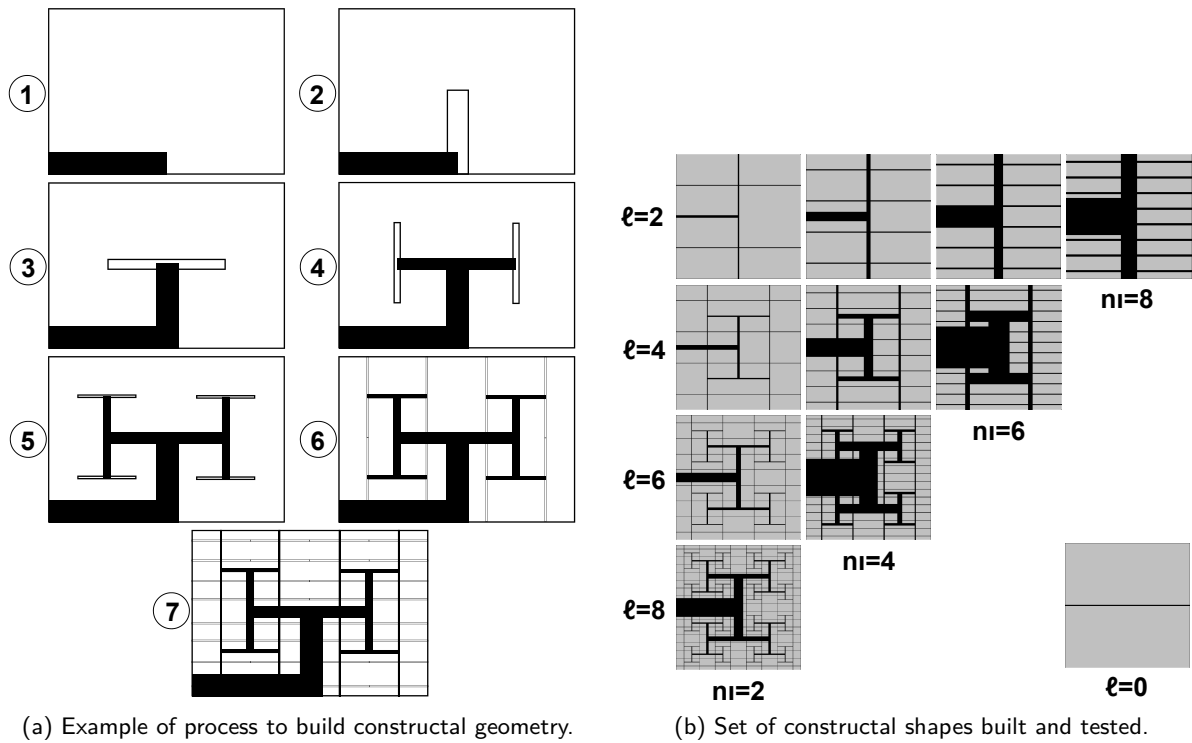 1
2
3
4
5
6
7
ℓ=2
nı=8
ℓ=4
nı=6
ℓ=6
nı=4
ℓ=8
nı=2
ℓ=0
(a) Example of process to build constructal geometry.
(b) Set of constructal shapes built and tested.